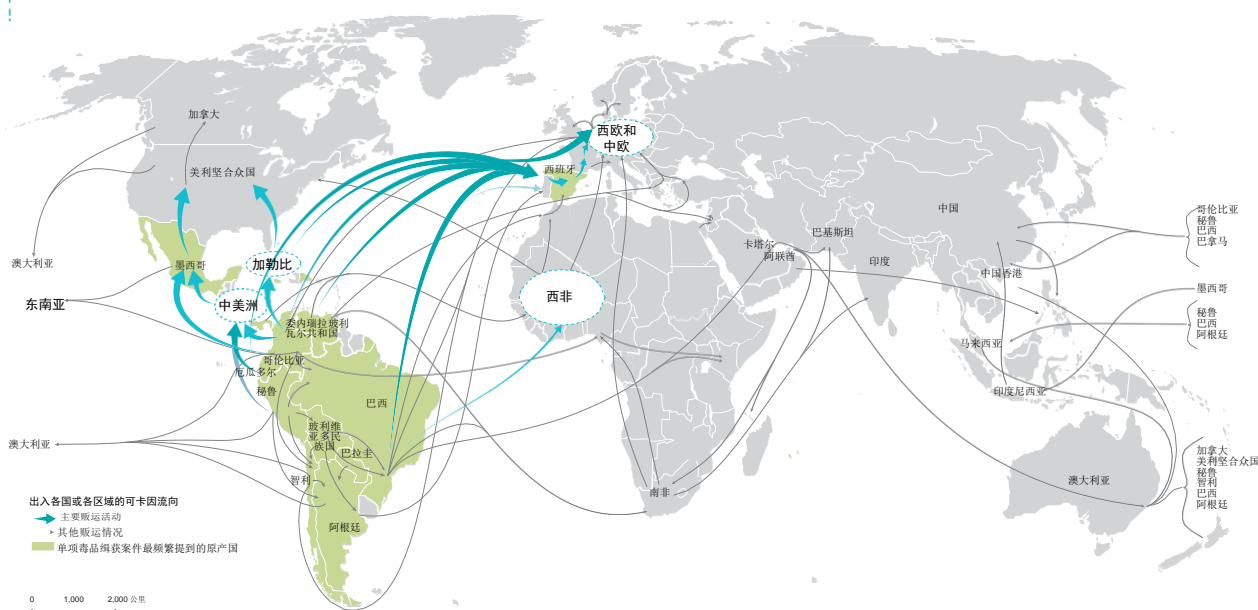 加拿大
美利坚合众国
澳大利亚
墨西哥
东南亚
加勒比
中美洲
委内瑞拉玻利
瓦尔共和国
哥伦比亚
厄瓜多尔
秘鲁
巴西
玻利维
亚多民
族国
巴拉圭
智利
阿根廷
澳大利亚
西欧和
中欧
西班牙
西非
南非
卡塔尔
阿联酋
巴基斯坦
印度
中国
中国香港
马来西亚
印度尼西亚
澳大利亚
哥伦比亚
秘鲁
巴西
巴拿马
墨西哥
秘鲁
巴西
阿根廷
加拿大
美利坚合众国
秘鲁
智利
巴西
阿根廷
出入各国或各区域的可卡因流向
主要贩运活动
其他贩运情况
单项毒品缉获案件最频繁提到的原产国
0 1,000 2,000 公里